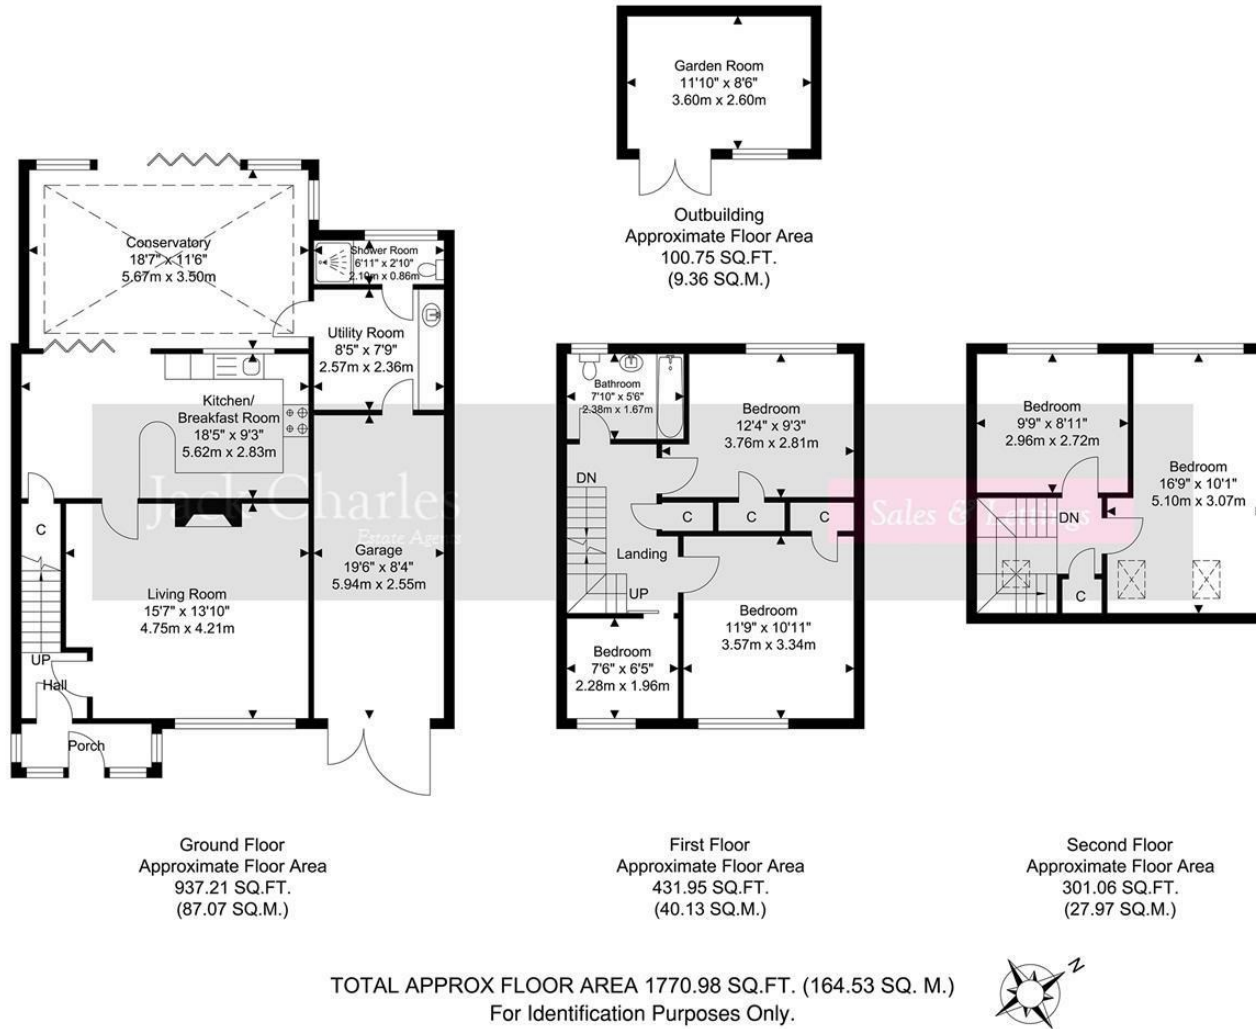 Garden Room
11'10" x 8'6"
3.60m x 2.60m
Outbuilding
Approximate Floor Area
100.75 SQ.FT.
(9.36 SQ.M.)
Conservatory
18'7" x 11'6"
5.67m x 3.50m
Shower Room
6'11" x 2'10"
2.10m x 0.86m
Utility Room
8'5" x 7'9"
2.57m x 2.36m
Kitchen/
Breakfast Room
18'5" x 9'3"
5.62m x 2.83m
C
Living Room
15'7" x 13'10"
4.75m x 4.21m
Garage
19'6" x 8'4"
5.94m x 2.55m
UP
Hall
Porch
Jack Charles
Estate Agents
Sales & Lettings
Bathroom
7'10" x 5'6"
2.38m x 1.67m
Bedroom
12'4" x 9'3"
3.76m x 2.81m
DN
C
C
C
Landing
UP
Bedroom
11'9" x 10'11"
3.57m x 3.34m
Bedroom
7'6" x 6'5"
2.28m x 1.96m
Bedroom
9'9" x 8'11"
2.96m x 2.72m
Bedroom
16'9" x 10'1"
5.10m x 3.07m
DN
C
Ground Floor
Approximate Floor Area
937.21 SQ.FT.
(87.07 SQ.M.)
First Floor
Approximate Floor Area
431.95 SQ.FT.
(40.13 SQ.M.)
Second Floor
Approximate Floor Area
301.06 SQ.FT.
(27.97 SQ.M.)
TOTAL APPROX FLOOR AREA 1770.98 SQ.FT. (164.53 SQ. M.)
For Identification Purposes Only.
N